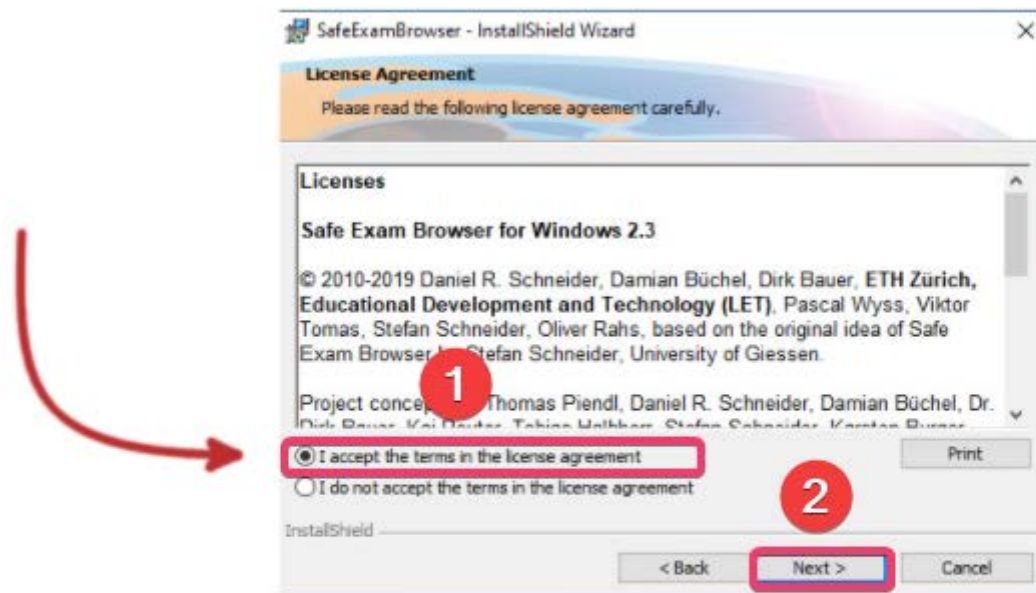 SafeExamBrowser - InstallShield Wizard
License Agreement
Please read the following license agreement carefully.
Licenses
Safe Exam Browser for Windows 2.3
© 2010-2019 Daniel R. Schneider, Damian Büchel, Dirk Bauer, ETH Zürich,
Educational Development and Technology (LET), Pascal Wyss, Viktor
Tomas, Stefan Schneider, Oliver Rahs, based on the original idea of Safe
Exam Browser Stefan Schneider, University of Giessen.
1
Project Thomas Piendl, Daniel R. Schneider, Damian Büchel, Dr.
I accept the terms in the license agreement
Print
I do not accept the terms in the license agreement
2
InstallShield
< Back
Next >
Cancel